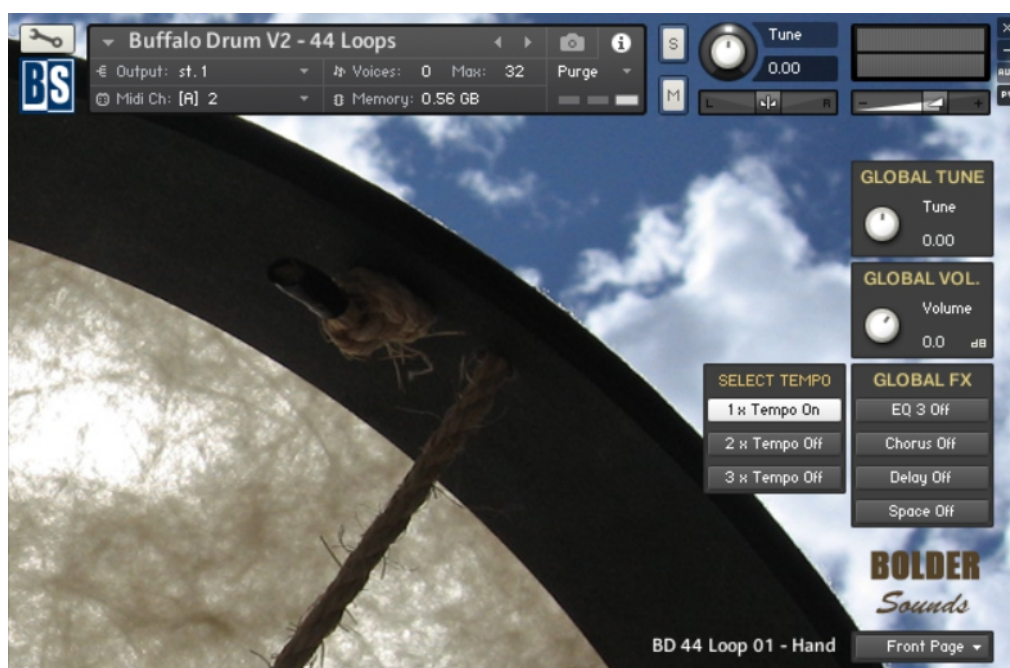 Buffalo Drum V2 - 44 Loops
Output: st.1
Voices: 0 Max: 32
Purge
Midi Ch: [A] 2
Memory: 0.56 GB
S
M
Tune
0.00
L
R
-
+
AU
PV
BS
GLOBAL TUNE
Tune
0.00
GLOBAL VOL.
Volume
0.0 dB
SELECT TEMPO
1 x Tempo On
2 x Tempo Off
3 x Tempo Off
GLOBAL FX
EQ 3 Off
Chorus Off
Delay Off
Space Off
BOLDER
Sounds
BD 44 Loop 01 - Hand
Front Page